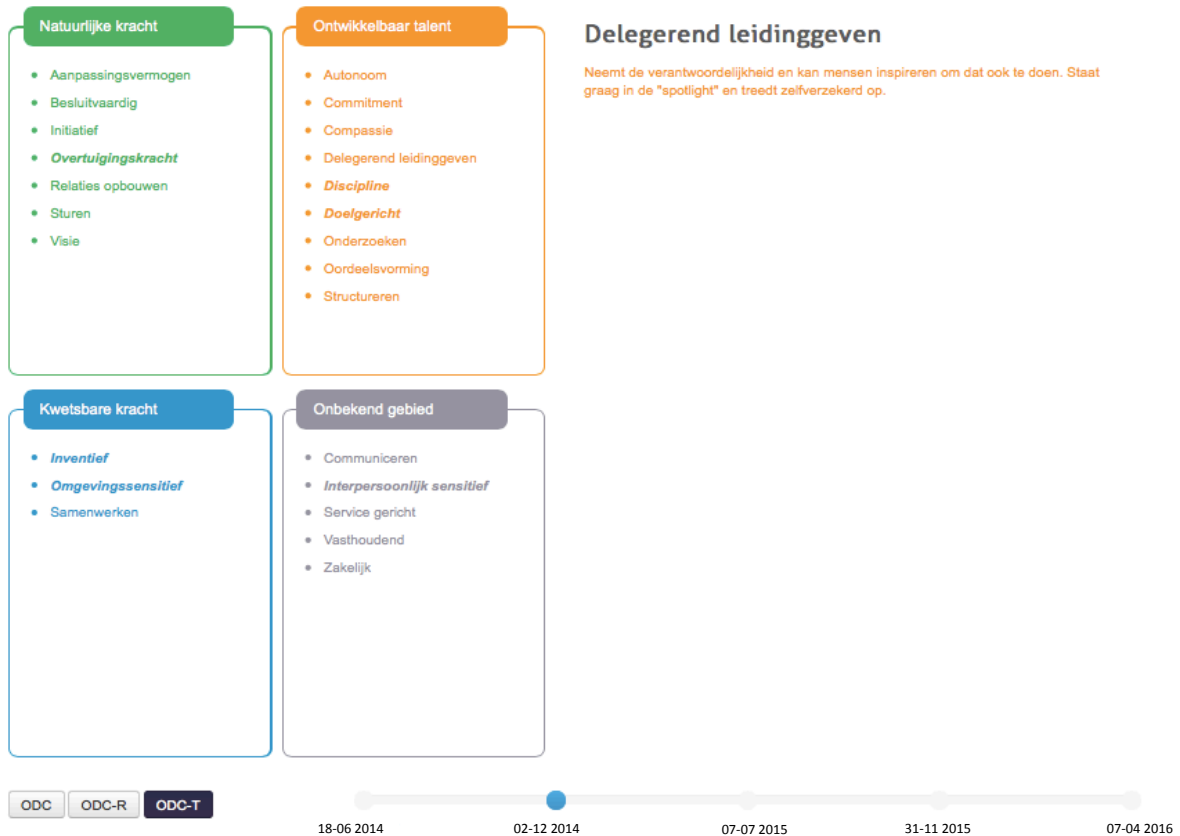 Natuurlijke kracht
Aanpassingsvermogen
Besluitvaardig
Initiatief
Overtuigingskracht
Relaties opbouwen
Sturen
Visie
Ontwikkelbaar talent
Autonoom
Commitment
Compassie
Delegerend leidinggeven
Discipline
Doelgericht
Onderzoeken
Oordeelsvorming
Structureren
Delegerend leidinggeven
Neemt de verantwoordelijkheid en kan mensen inspireren om dat ook te doen. Staat
graag in de "spotlight" en treedt zelfverzekerd op.
Kwetsbare kracht
Inventief
Omgevingssensitief
Samenwerken
Onbekend gebied
Communiceren
Interpersoonlijk sensitief
Service gericht
Vasthoudend
Zakelijk
ODC ODC-R ODC-T
18-06 2014 02-12 2014 07-07 2015 31-11 2015 07-04 2016